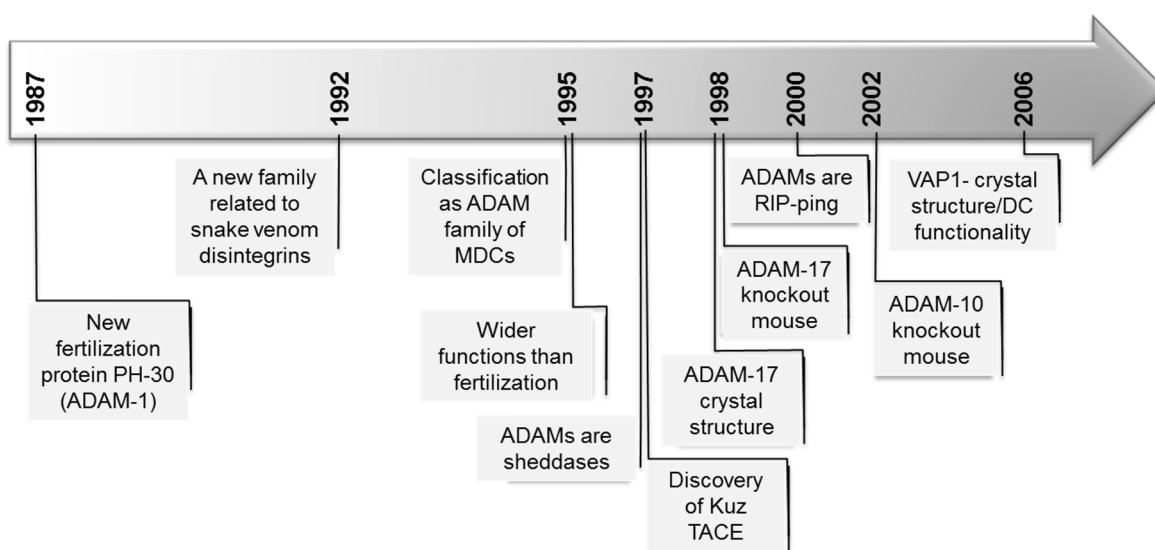 1987
1992
1995
1997
1998
2000
2002
2006
New
fertilization
protein PH-30
(ADAM-1)
A new family
related to
snake venom
disintegrins
Classification
as ADAM
family of
MDCs
Wider
functions than
fertilization
ADAMs are
sheddases
Discovery
of Kuz
TACE
ADAM-17
crystal
structure
ADAM-17
knockout
mouse
ADAMs are
RIP-ping
ADAM-10
knockout
mouse
VAP1- crystal
structure/DC
functionality